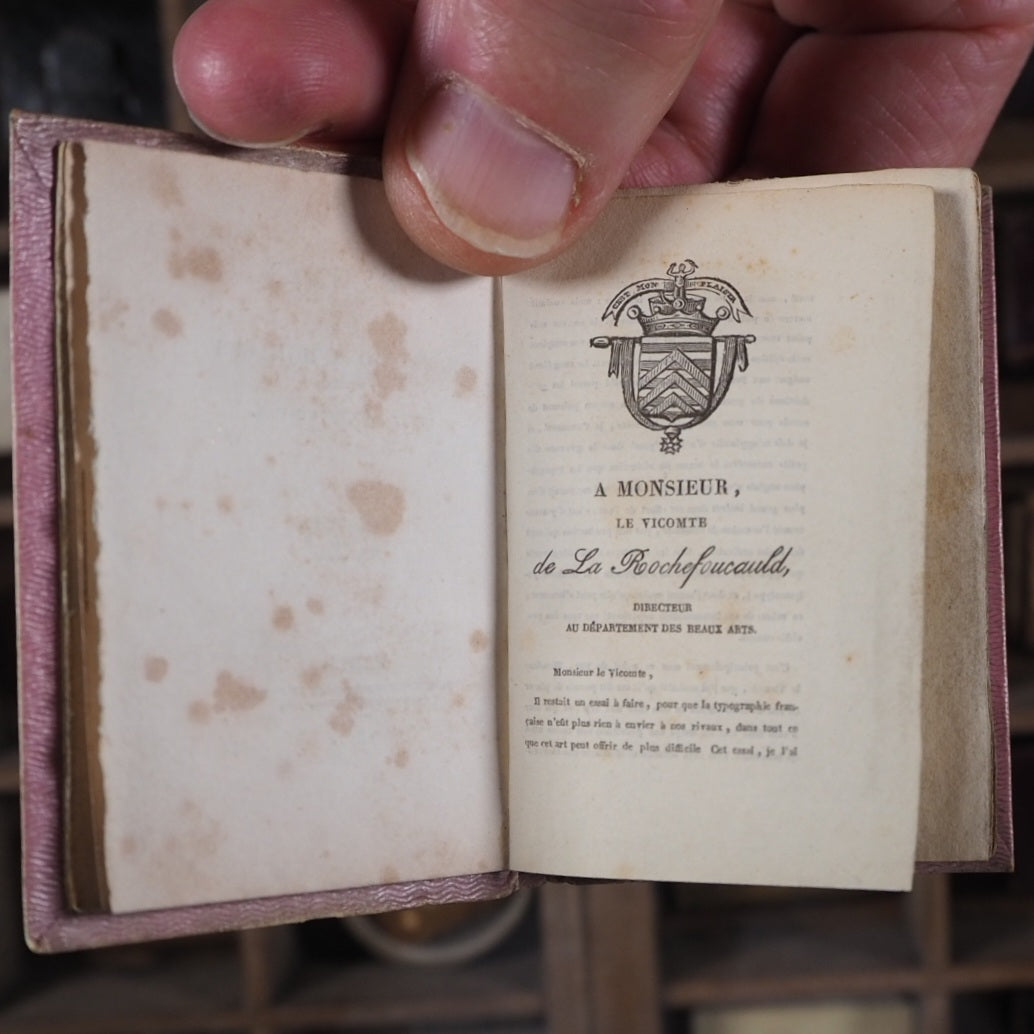 C'EST MON PLAISIR
A MONSIEUR,
LE VICOMTE
de La Rochefoucauld,
DIRECTEUR
AU DÉPARTEMENT DES BEAUX ARTS.
Monsieur le Vicomte,
Il restait un essai à faire, pour que la typographie fran-
çaise n'eût plus rien à envier à nos rivaux, dans tout ce
que cet art peut offrir de plus difficile Cet essai, je l'ai